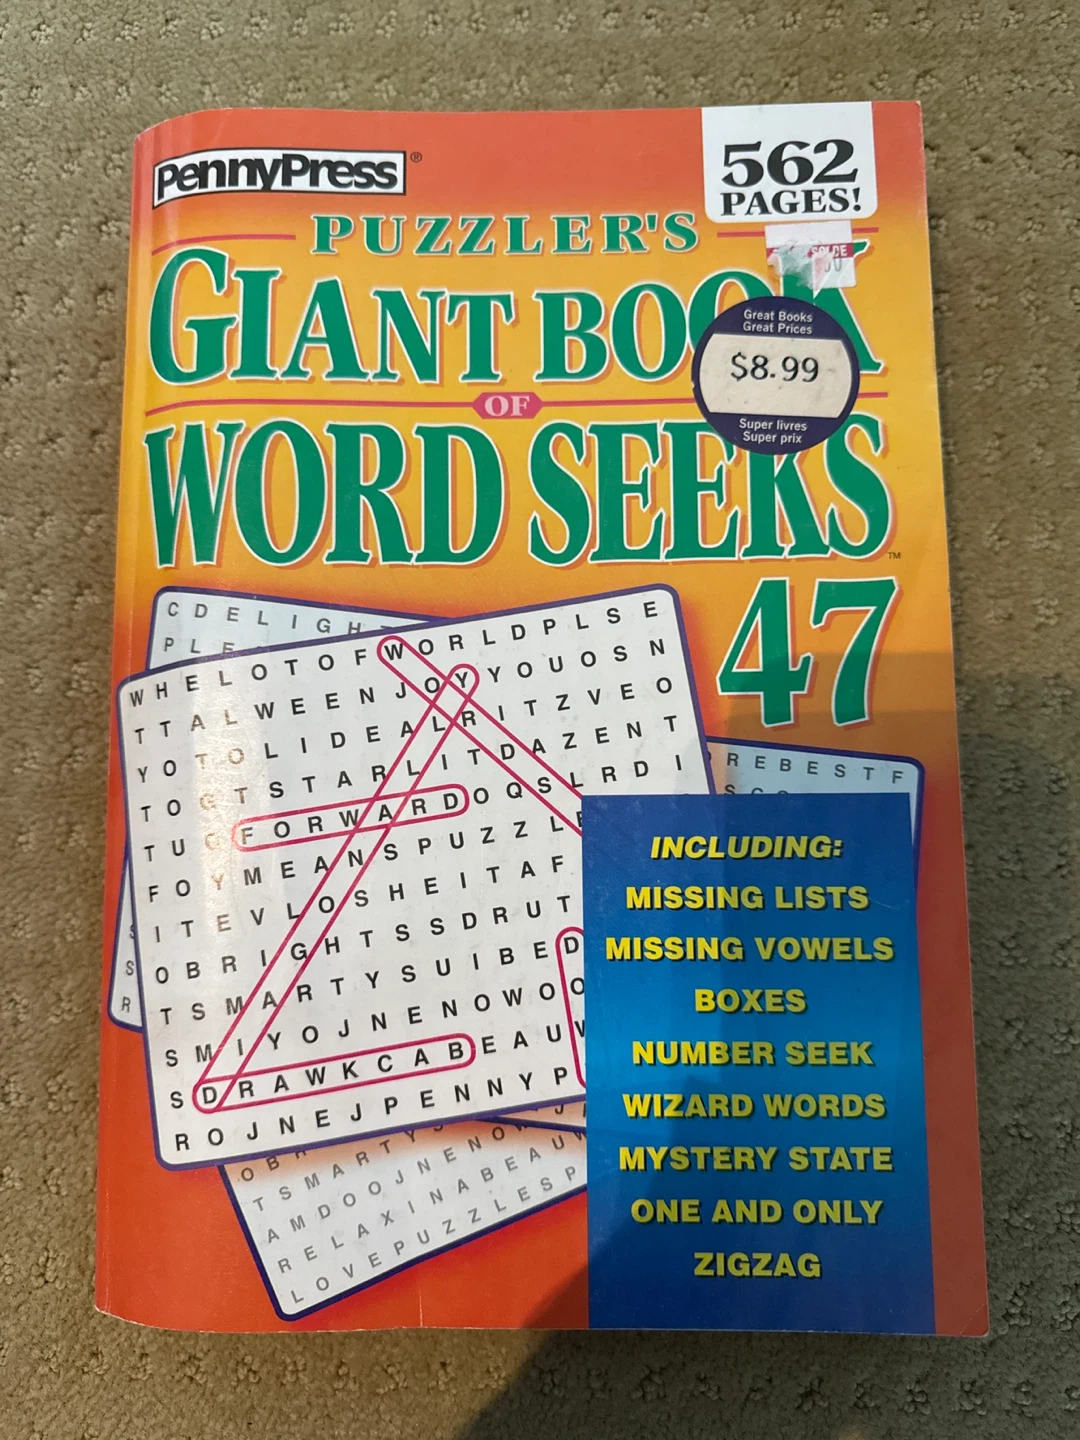 PennyPress®
562
PAGES!
PUZZLER'S
GIANT BOOK
OF
WORD SEEKS™
47
Great Books
Great Prices
$8.99
Super livres
Super prix
C D E L I G H
P L E
W H E L O T O F W O R L D P L S E
T T A L W E E N J O Y Y O U O S N
Y O T O L I D E A L R I T Z V E O
T O G T S T A R L I T D A Z E N T
T U G F O R W A R D O Q S L R D I
F O Y M E A N S P U Z Z L E
I T E V L O S H E I T A F
O B R I G H T S S D R U T
T S M A R T Y S U I B E D
S M I Y O J N E N O W O O
S D R A W K C A B E A U W
R O J N E J P E N N Y P
R E B E S T F
S
S
R
O B
T S M A R T Y S
A M D O O J N E N O W
R E L A X I N A B E A U W
L O V E P U Z Z L E S P
INCLUDING:
MISSING LISTS
MISSING VOWELS
BOXES
NUMBER SEEK
WIZARD WORDS
MYSTERY STATE
ONE AND ONLY
ZIGZAG